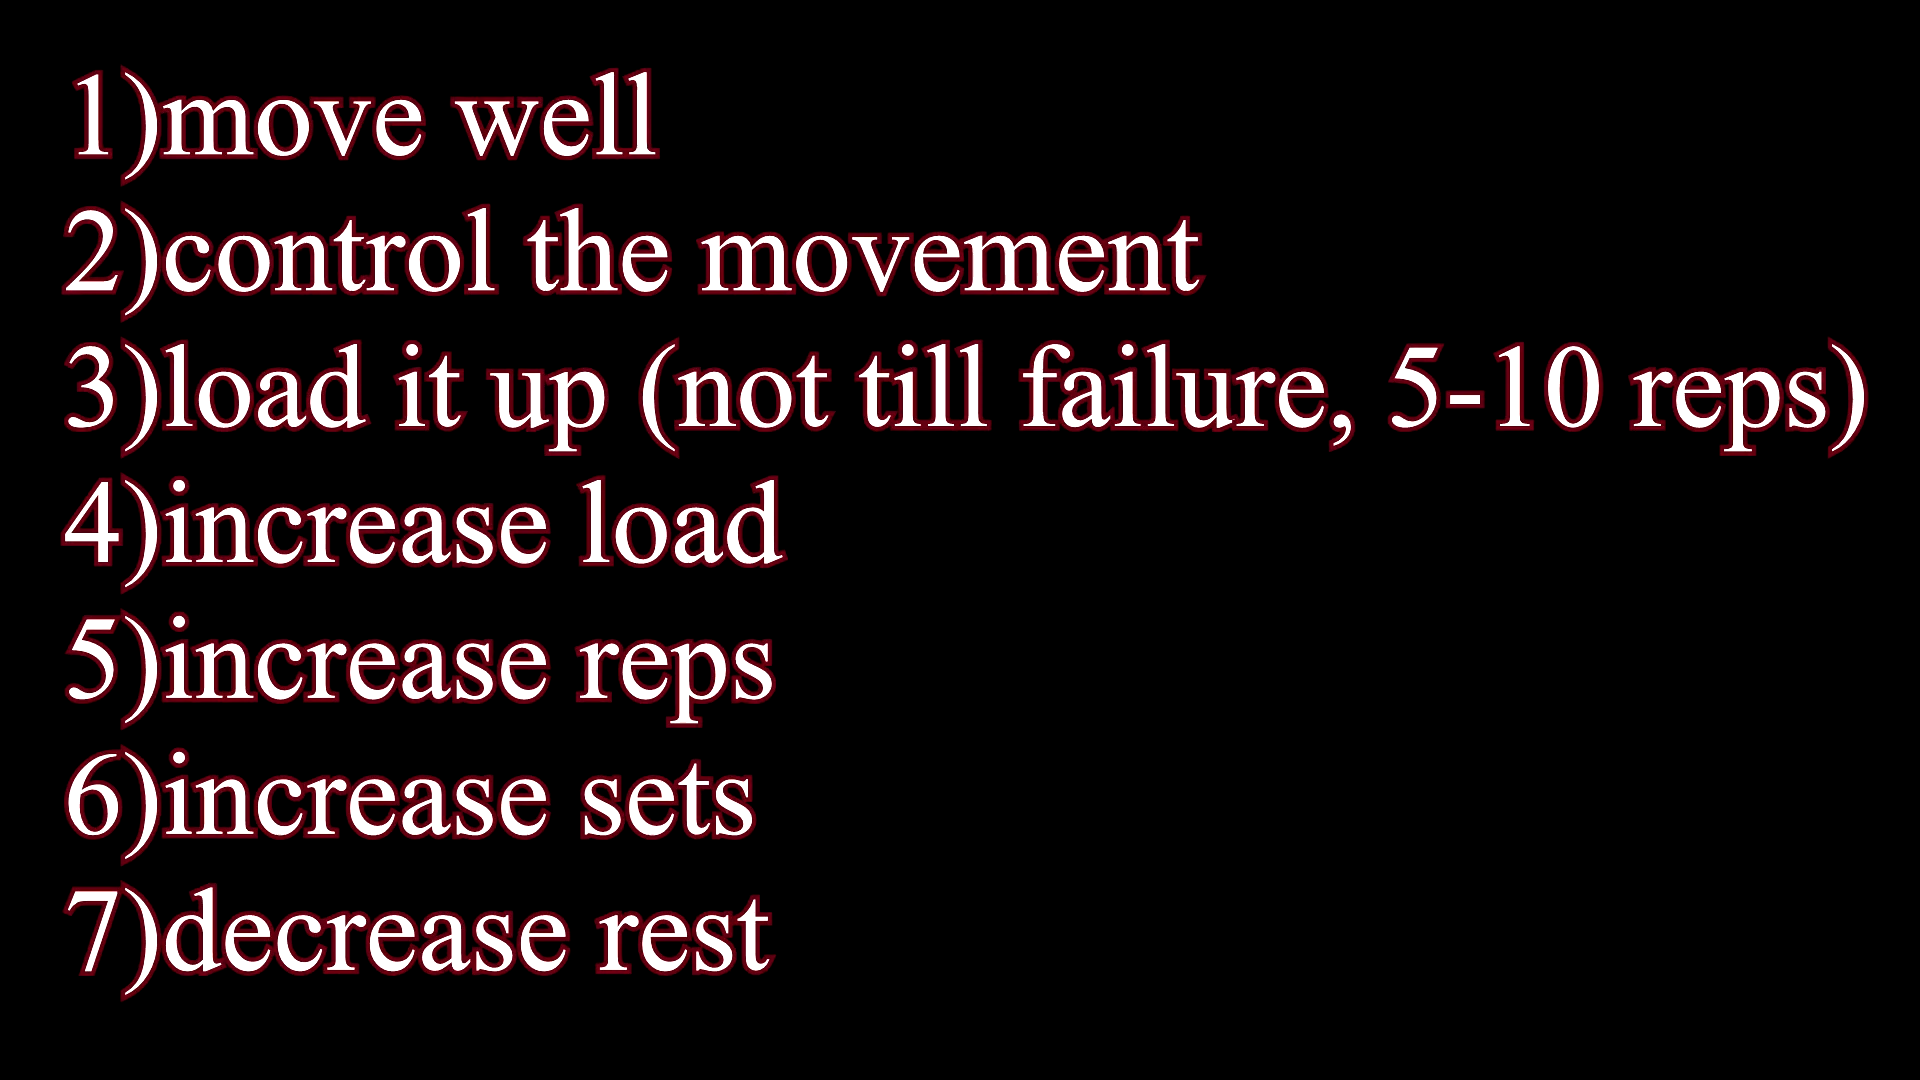 1)move well
2)control the movement
3)load it up (not till failure, 5-10 reps)
4)increase load
5)increase reps
6)increase sets
7)decrease rest